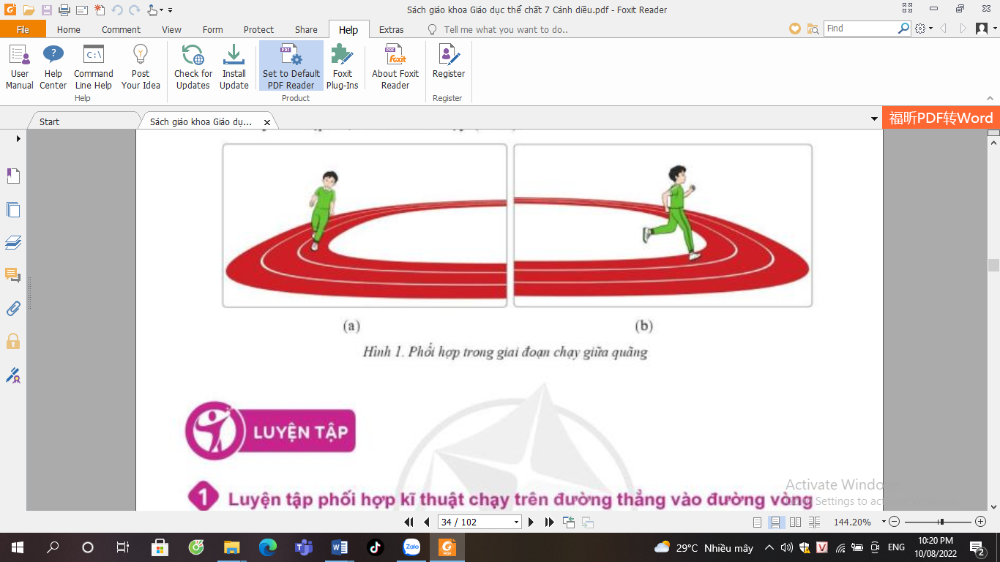 Sách giáo khoa Giáo dục thể chất 7 Cánh diều.pdf - Foxit Reader
File Home Comment View Form Protect Share Help Extras Tell me what you want to do.. Find
User Manual
Help Center
Command Line Help
Post Your Idea
Check for Updates
Install Update
Set to Default PDF Reader
Foxit Plug-Ins
About Foxit Reader
Register
Help Product Register
Start Sách giáo khoa Giáo dụ... 福昕PDF转Word
(a) (b)
Hình 1. Phối hợp trong giai đoạn chạy giữa quãng
LUYỆN TẬP
1 Luyện tập phối hợp kĩ thuật chạy trên đường thẳng vào đường vòng
Activate Windows
Settings to
34 / 102 144.20%
29°C Nhiều mây ENG 10:20 PM
10/08/2022 2